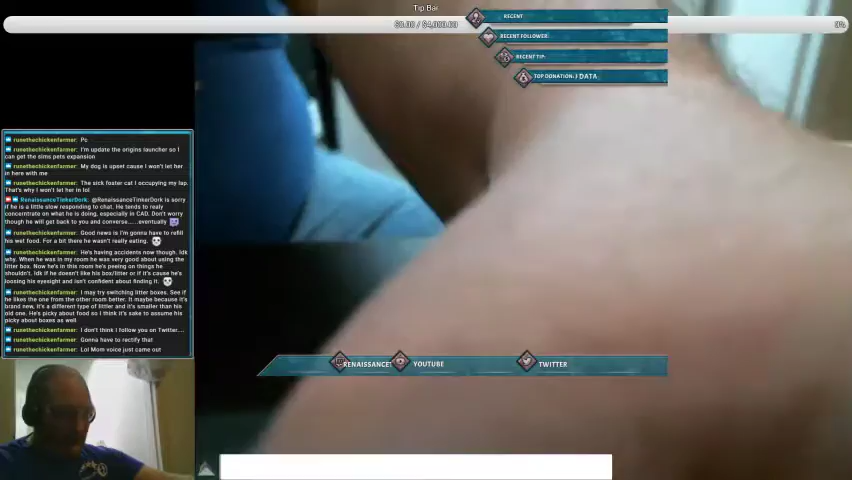 Tip Bar
$0.00 / $4,000.00
0%
RECENT
RECENT FOLLOWER:
RECENT TIP:
TOP DONATION: ) DATA
runethechickenfarmer: Pc
runethechickenfarmer: I'm update the origins launcher so I
can get the sims pets expansion
runethechickenfarmer: My dog is upset cause I won't let her
in here with me
runethechickenfarmer: The sick foster cat I occupying my lap.
That's why I won't let her in lol
RenaissanceTinkerDork: @RenaissanceTinkerDork is sorry
if he is a little slow responding to chat. He tends to realy
concerntrate on what he is doing, especially in CAD. Don't worry
though he will get back to you and converse......eventually
runethechickenfarmer: Good news is I'm gonna have to refill
his wet food. For a bit there he wasn't really eating.
runethechickenfarmer: He's having accidents now though. Idk
why. When he was in my room he was very good about using the
litter box. Now he's in this room he's peeing on things he
shouldn't. Idk if he doesn't like his box/litter or if it's cause he's
loosing his eyesight and isn't confident about finding it.
runethechickenfarmer: I may try switching litter boxes. See if
he likes the one from the other room better. It maybe because it's
brand new, it's a different type of littler and it's smaller than his
old one. He's picky about food so I think it's sake to assume his
picky about boxes as well
runethechickenfarmer: I don't think I follow you on Twitter....
runethechickenfarmer: Gonna have to rectify that
runethechickenfarmer: Lol Mom voice just came out
RENAISSANCET
YOUTUBE
TWITTER